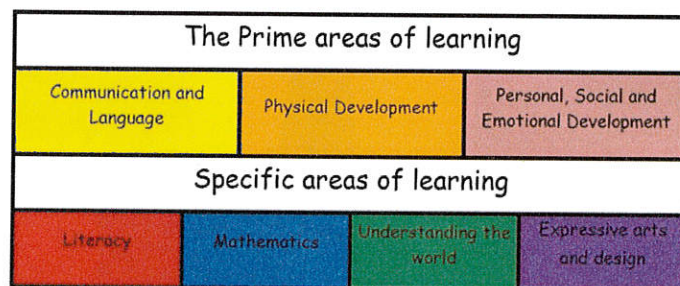 The Prime areas of learning
Communication and
Language
Physical Development
Personal, Social and
Emotional Development
Specific areas of learning
Literacy
Mathematics
Understanding the
world
Expressive arts
and design